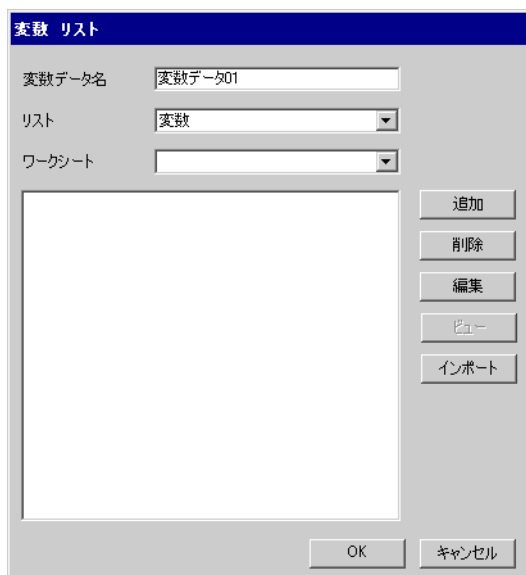 変数 リスト
変数データ名
変数データ01
リスト
変数
ワークシート
追加
削除
編集
ビュー
インポート
OK
キャンセル